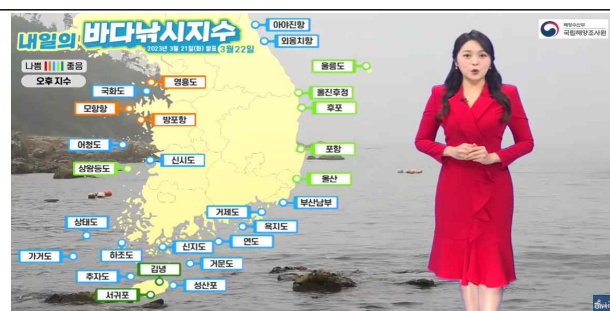 내일의 바다낚시지수
2023년 3월 21일(화) 발표 3월 22일
나쁨 좋음
오후 지수
해양수산부
국립해양조사원
아야진항
외옹치항
울릉도
영흥도
국화도
울진후정
모항항
후포
방포항
어청도
포항
신시도
상왕등도
울산
부산남부
거제도
상태도
욕지도
연도
신지도
가거도
하조도
거문도
김녕
추자도
성산포
서귀포